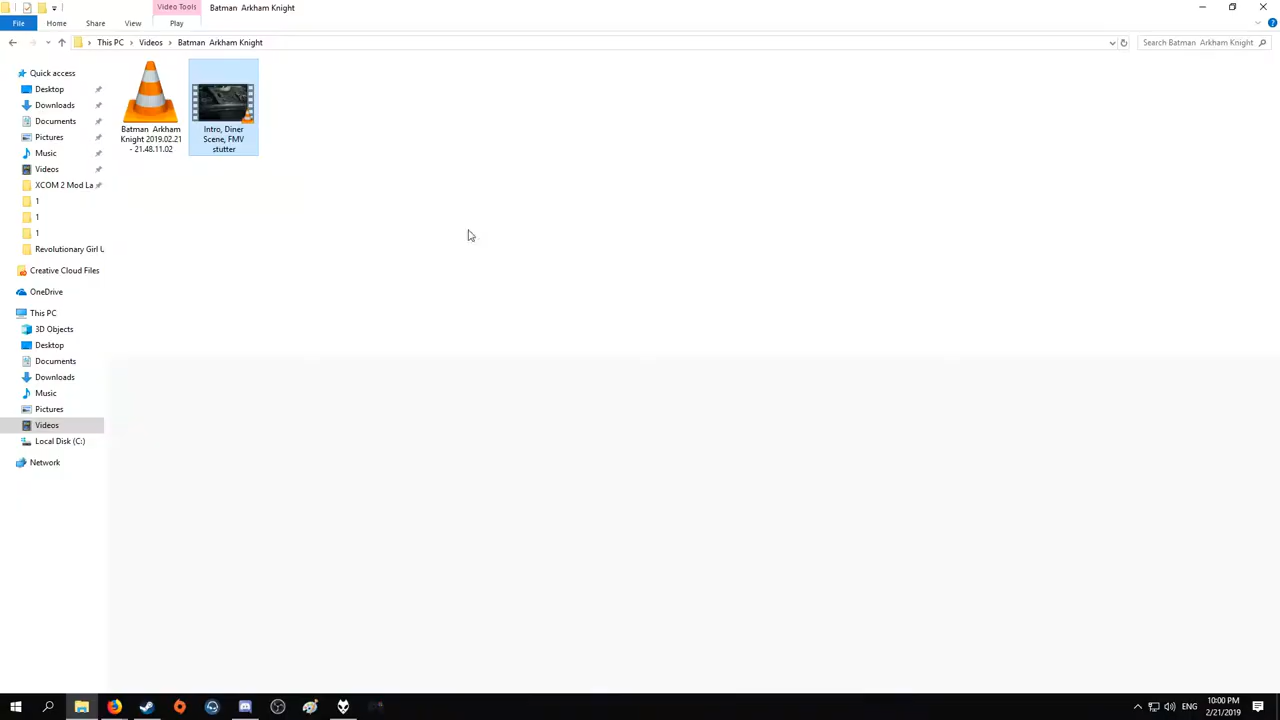 Video Tools
Batman  Arkham Knight
File
Home
Share
View
Play
This PC
Videos
Batman  Arkham Knight
Search Batman  Arkham Knight
Quick access
Desktop
Downloads
Documents
Pictures
Music
Videos
XCOM 2 Mod La
1
1
1
Revolutionary Girl U
Creative Cloud Files
OneDrive
This PC
3D Objects
Desktop
Documents
Downloads
Music
Pictures
Videos
Local Disk (C:)
Network
Batman  Arkham
Knight 2019.02.21
- 21.48.11.02
Intro, Diner
Scene, FMV
stutter
ENG
10:00 PM
2/21/2019